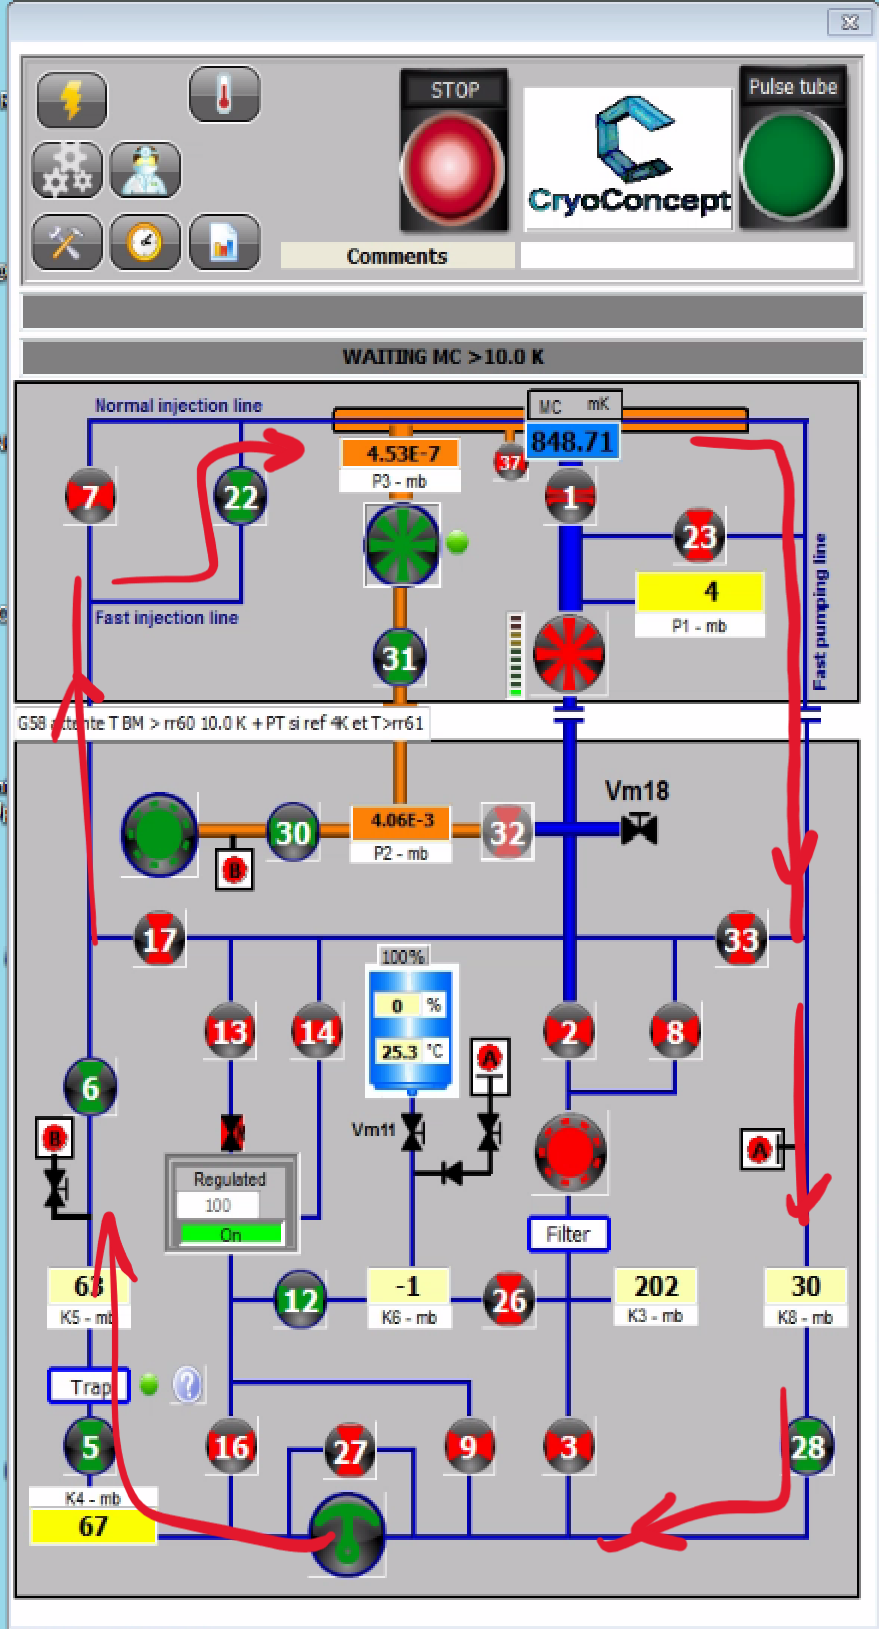 STOP
Pulse tube
CryoConcept
Comments
WAITING MC >10.0 K
Normal injection line
MC mK
848.71
4.53E-7
P3 - mb
37
7
22
1
23
Fast injection line
4
P1 - mb
Fast pumping line
31
G58 attente T BM > rr60 10.0 K + PT si ref 4K et T>rr61
Vm18
30
4.06E-3
P2 - mb
32
B
17
33
100%
0 %
25.3 °C
13
14
2
8
A
6
B
Vm11
A
Regulated
100
On
Filter
63
K5 - mb
12
-1
K6 - mb
26
202
K3 - mb
30
K8 - mb
Trap
?
5
16
27
9
3
28
K4 - mb
67